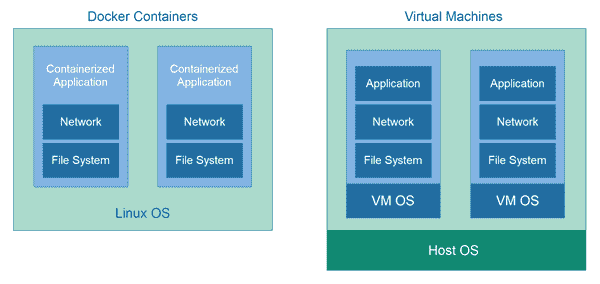 Docker Containers
Containerized
Application
Network
File System
Containerized
Application
Network
File System
Linux OS
Virtual Machines
Application
Network
File System
VM OS
Application
Network
File System
VM OS
Host OS